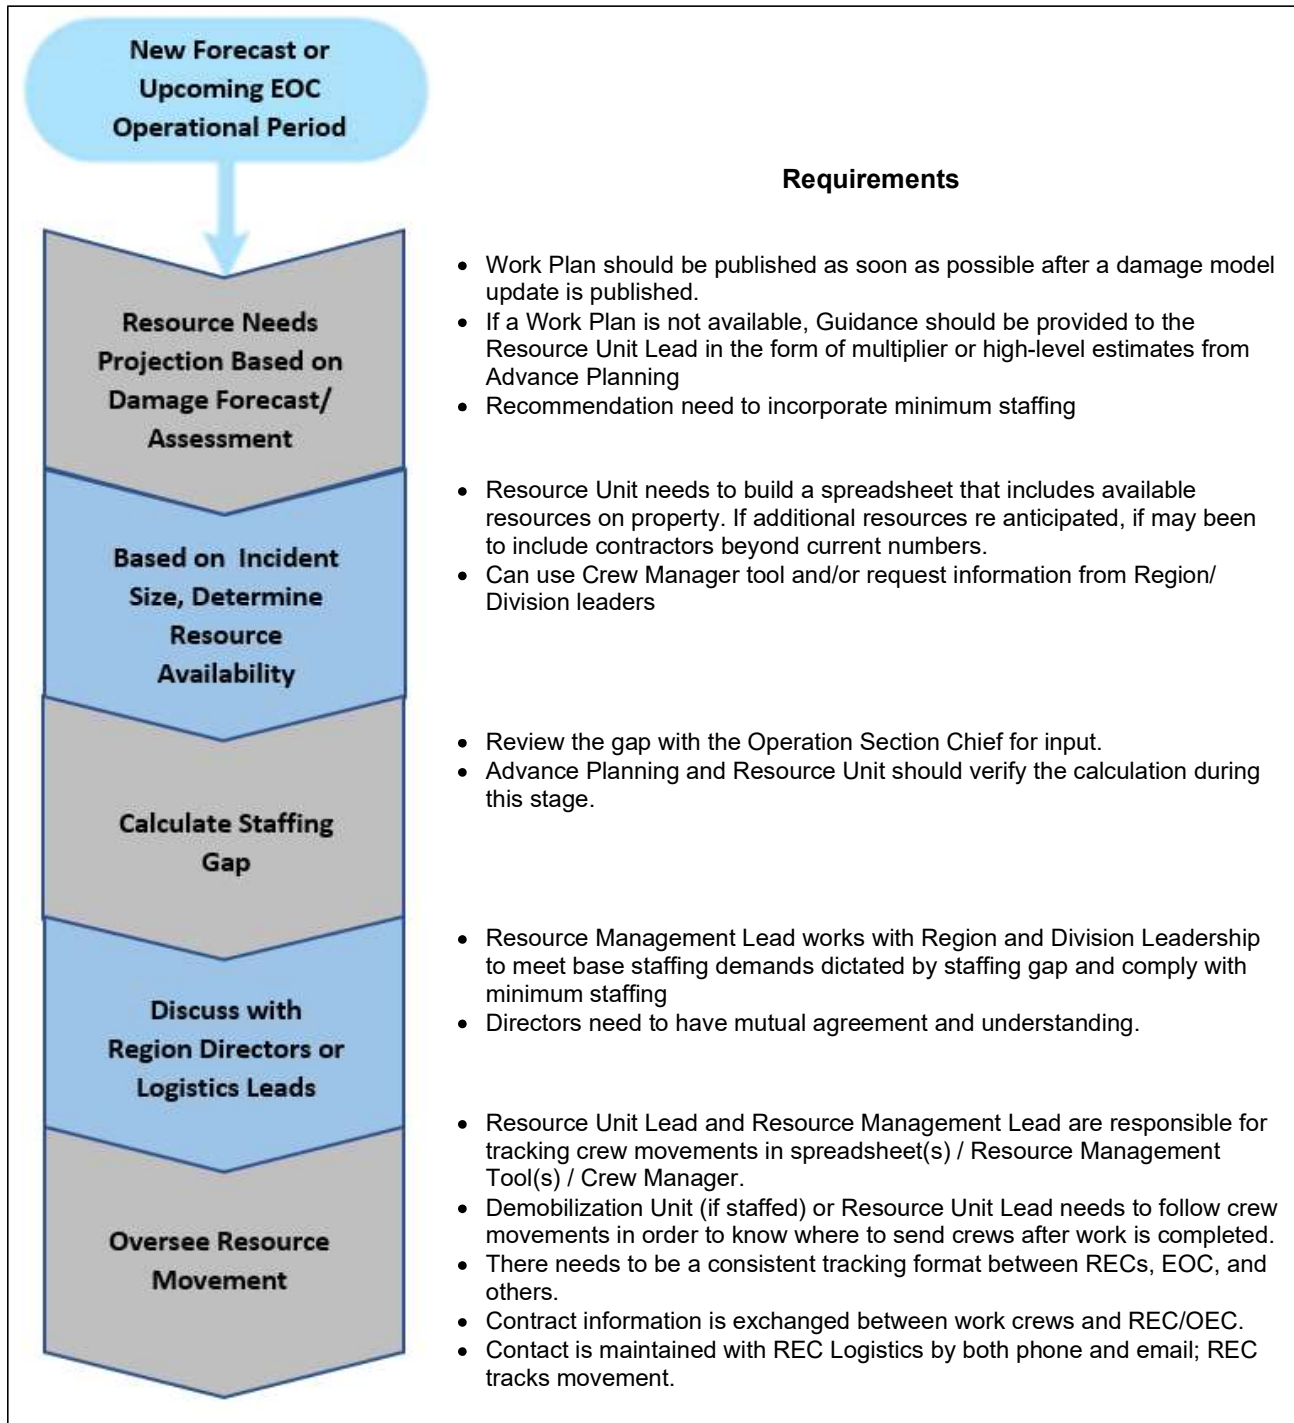 New Forecast or
Upcoming EOC
Operational Period
Requirements
Resource Needs
Projection Based on
Damage Forecast/
Assessment
• Work Plan should be published as soon as possible after a damage model
update is published.
• If a Work Plan is not available, Guidance should be provided to the
Resource Unit Lead in the form of multiplier or high-level estimates from
Advance Planning
• Recommendation need to incorporate minimum staffing
Based on Incident
Size, Determine
Resource
Availability
• Resource Unit needs to build a spreadsheet that includes available
resources on property. If additional resources re anticipated, if may been
to include contractors beyond current numbers.
• Can use Crew Manager tool and/or request information from Region/
Division leaders
Calculate Staffing
Gap
• Review the gap with the Operation Section Chief for input.
• Advance Planning and Resource Unit should verify the calculation during
this stage.
Discuss with
Region Directors or
Logistics Leads
• Resource Management Lead works with Region and Division Leadership
to meet base staffing demands dictated by staffing gap and comply with
minimum staffing
• Directors need to have mutual agreement and understanding.
Oversee Resource
Movement
• Resource Unit Lead and Resource Management Lead are responsible for
tracking crew movements in spreadsheet(s) / Resource Management
Tool(s) / Crew Manager.
• Demobilization Unit (if staffed) or Resource Unit Lead needs to follow crew
movements in order to know where to send crews after work is completed.
• There needs to be a consistent tracking format between RECs, EOC, and
others.
• Contract information is exchanged between work crews and REC/OEC.
• Contact is maintained with REC Logistics by both phone and email; REC
tracks movement.